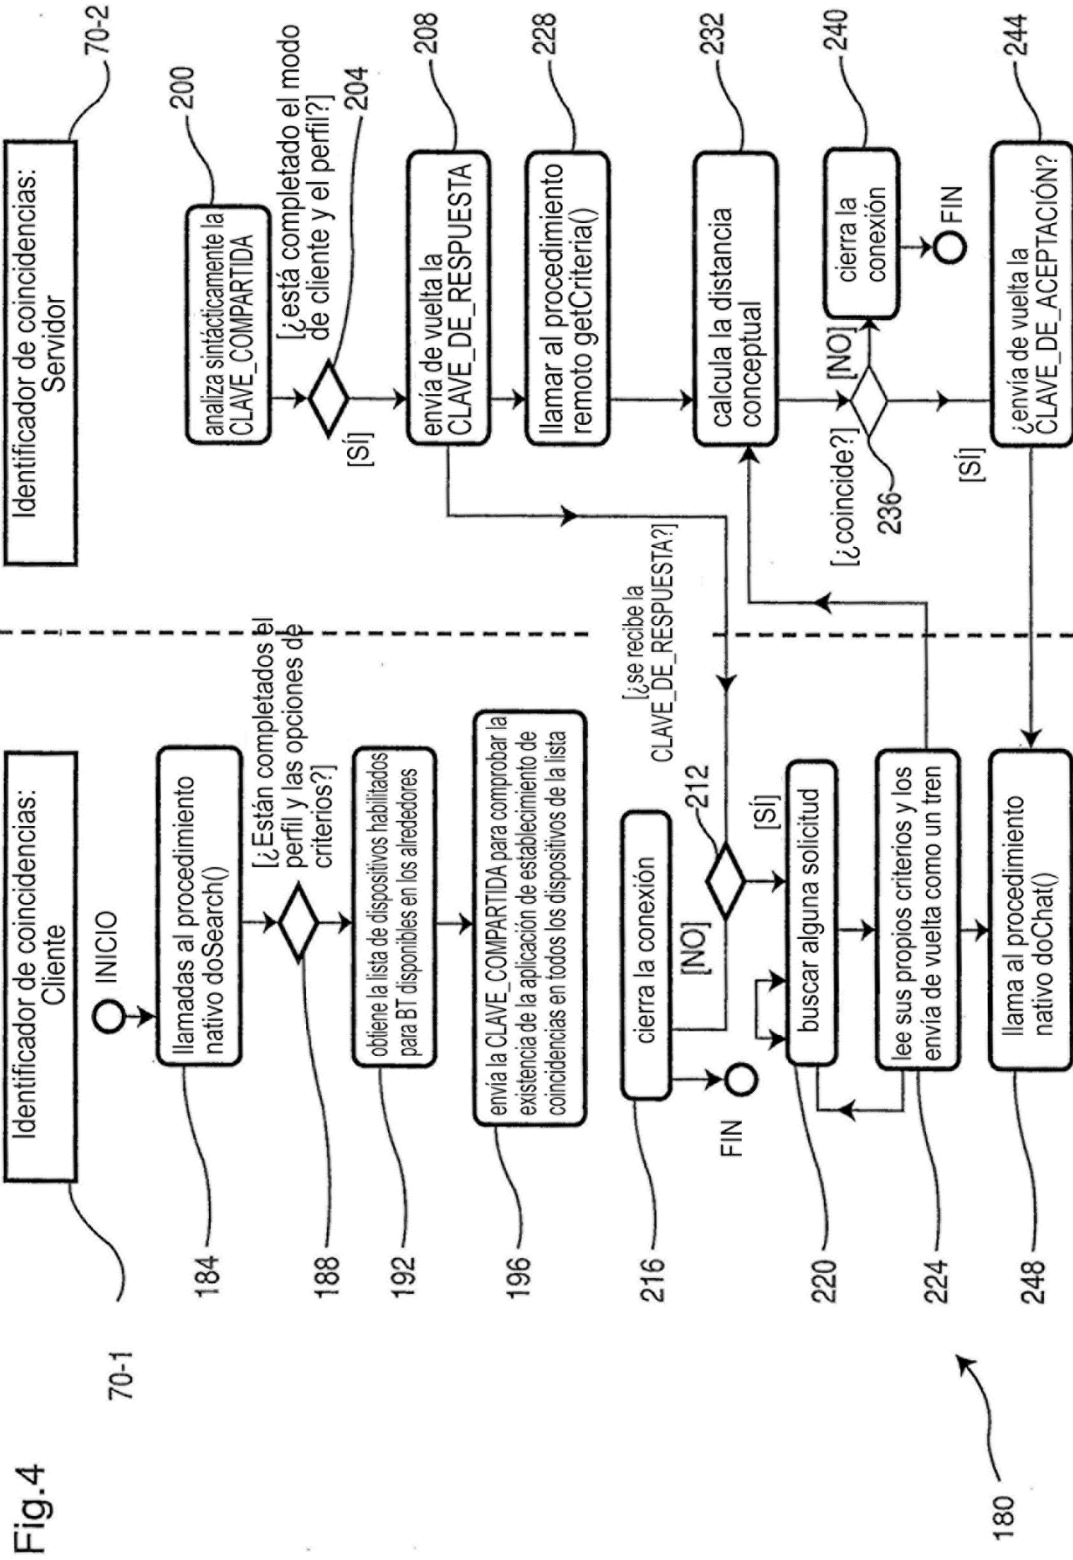 Fig.4
70-1
Identificador de coincidencias:
Cliente
INICIO
llamadas al procedimiento
nativo doSearch()
184
[¿Están completados el
perfil y las opciones de
criterios?]
188
obtiene la lista de dispositivos habilitados
para BT disponibles en los alrededores
192
envía la CLAVE_COMPARTIDA para comprobar la
existencia de la aplicación de establecimiento de
coincidencias en todos los dispositivos de la lista
196
cierra la conexión
216
FIN
[NO]
212
[¿se recibe la
CLAVE_DE_RESPUESTA?]
[SÍ]
buscar alguna solicitud
220
lee sus propios criterios y los
envía de vuelta como un tren
224
llama al procedimiento
nativo doChat()
248
180
Identificador de coincidencias:
Servidor
70-2
analiza sintácticamente la
CLAVE_COMPARTIDA
200
[¿está completado el modo
de cliente y el perfil?]
204
[SÍ]
envía de vuelta la
CLAVE_DE_RESPUESTA
208
llamar al procedimiento
remoto getCriteria()
228
calcula la distancia
conceptual
232
[¿coincide?]
236
[NO]
cierra la
conexión
240
FIN
[SÍ]
¿envía de vuelta la
CLAVE_DE_ACEPTACIÓN?
244